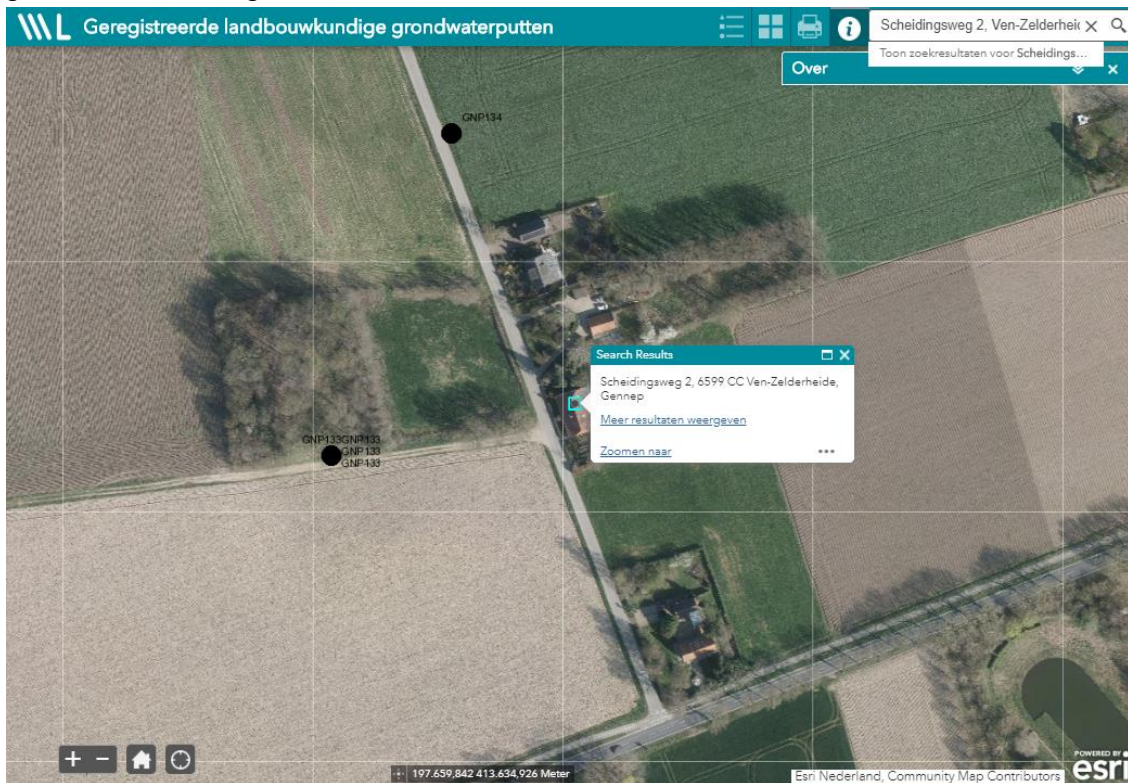 WL Geregistreerde landbouwkundige grondwaterputten
Scheidingsweg 2, Ven-Zelderheid
Toon zoekresultaten voor Scheidings...
Over
GNP134
Search Results
Scheidingsweg 2, 6599 CC Ven-Zelderheide,
Gennep
Meer resultaten weergeven
Zoomen naar
GNP133GNP133
GNP133
GNP133
197.659,842 413.634,926 Meter
Esri Nederland, Community Map Contributors
POWERED BY
esri